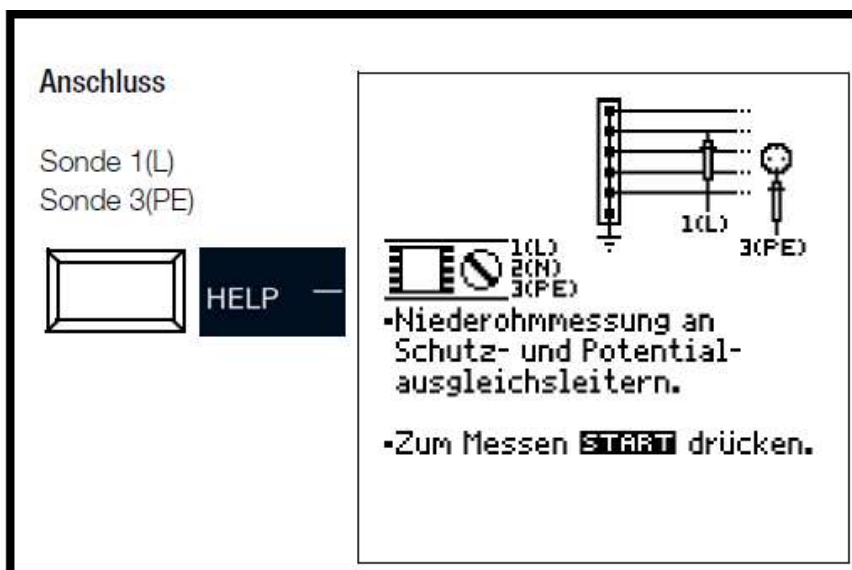 Anschluss
Sonde 1(L)
Sonde 3(PE)
HELP
1(L)
3(PE)
1(L)
2(N)
3(PE)
▪Niederohmmessung an
Schutz- und Potential-
ausgleichsleitern.
▪Zum Messen START drücken.